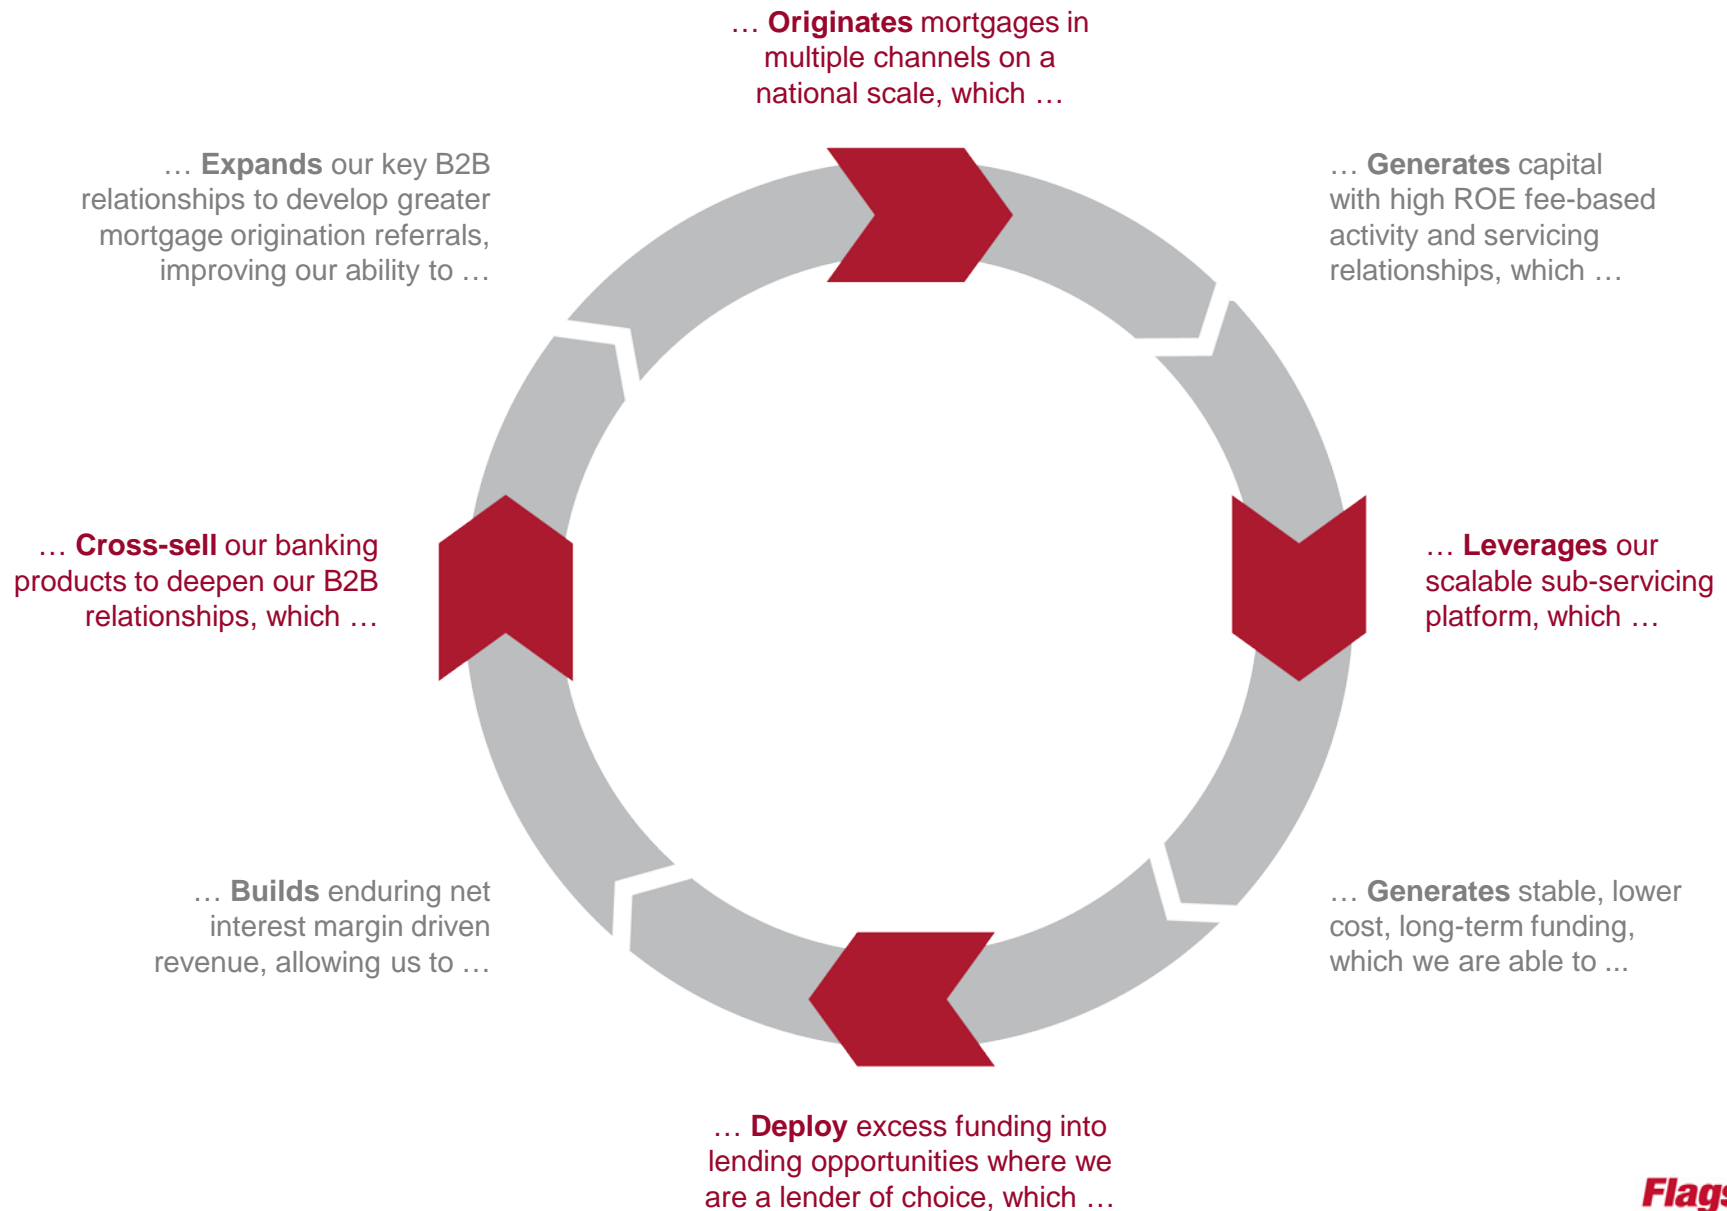 … Originates mortgages in
multiple channels on a
national scale, which …
… Generates capital
with high ROE fee-based
activity and servicing
relationships, which …
… Leverages our
scalable sub-servicing
platform, which …
… Generates stable, lower
cost, long-term funding,
which we are able to ...
… Deploy excess funding into
lending opportunities where we
are a lender of choice, which …
… Builds enduring net
interest margin driven
revenue, allowing us to …
… Cross-sell our banking
products to deepen our B2B
relationships, which …
… Expands our key B2B
relationships to develop greater
mortgage origination referrals,
improving our ability to …